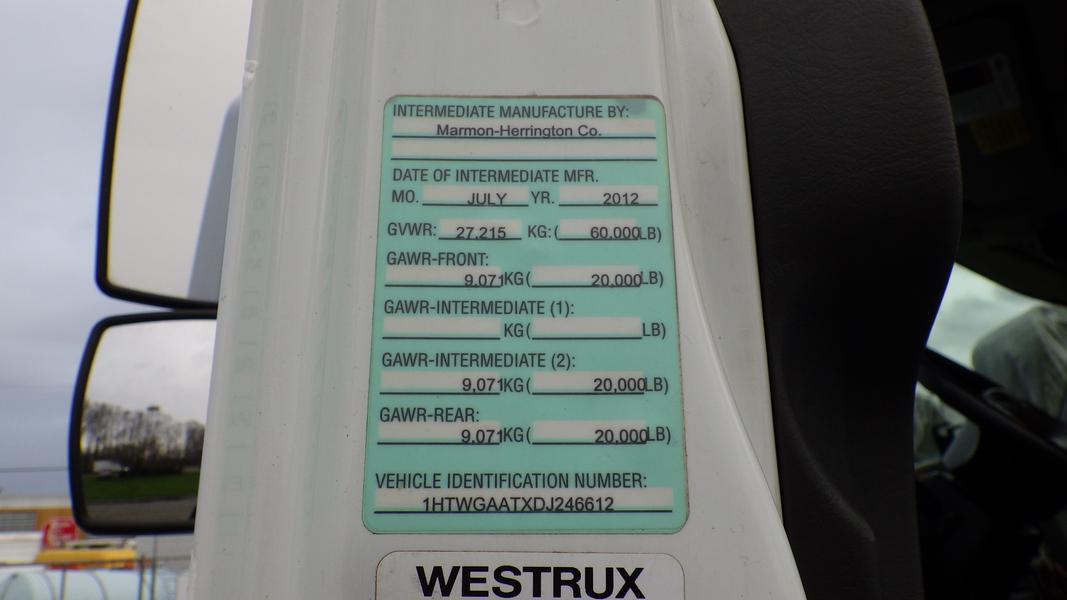 INTERMEDIATE MANUFACTURE BY:
Marmon-Herrington Co.
DATE OF INTERMEDIATE MFR.
MO. JULY YR. 2012
GVWR: 27,215 KG: ( 60,000 LB)
GAWR-FRONT:
9,071 KG ( 20,000 LB)
GAWR-INTERMEDIATE (1):
KG ( LB)
GAWR-INTERMEDIATE (2):
9,071 KG ( 20,000 LB)
GAWR-REAR:
9,071 KG ( 20,000 LB)
VEHICLE IDENTIFICATION NUMBER:
1HTWGAATXDJ246612
WESTRUX